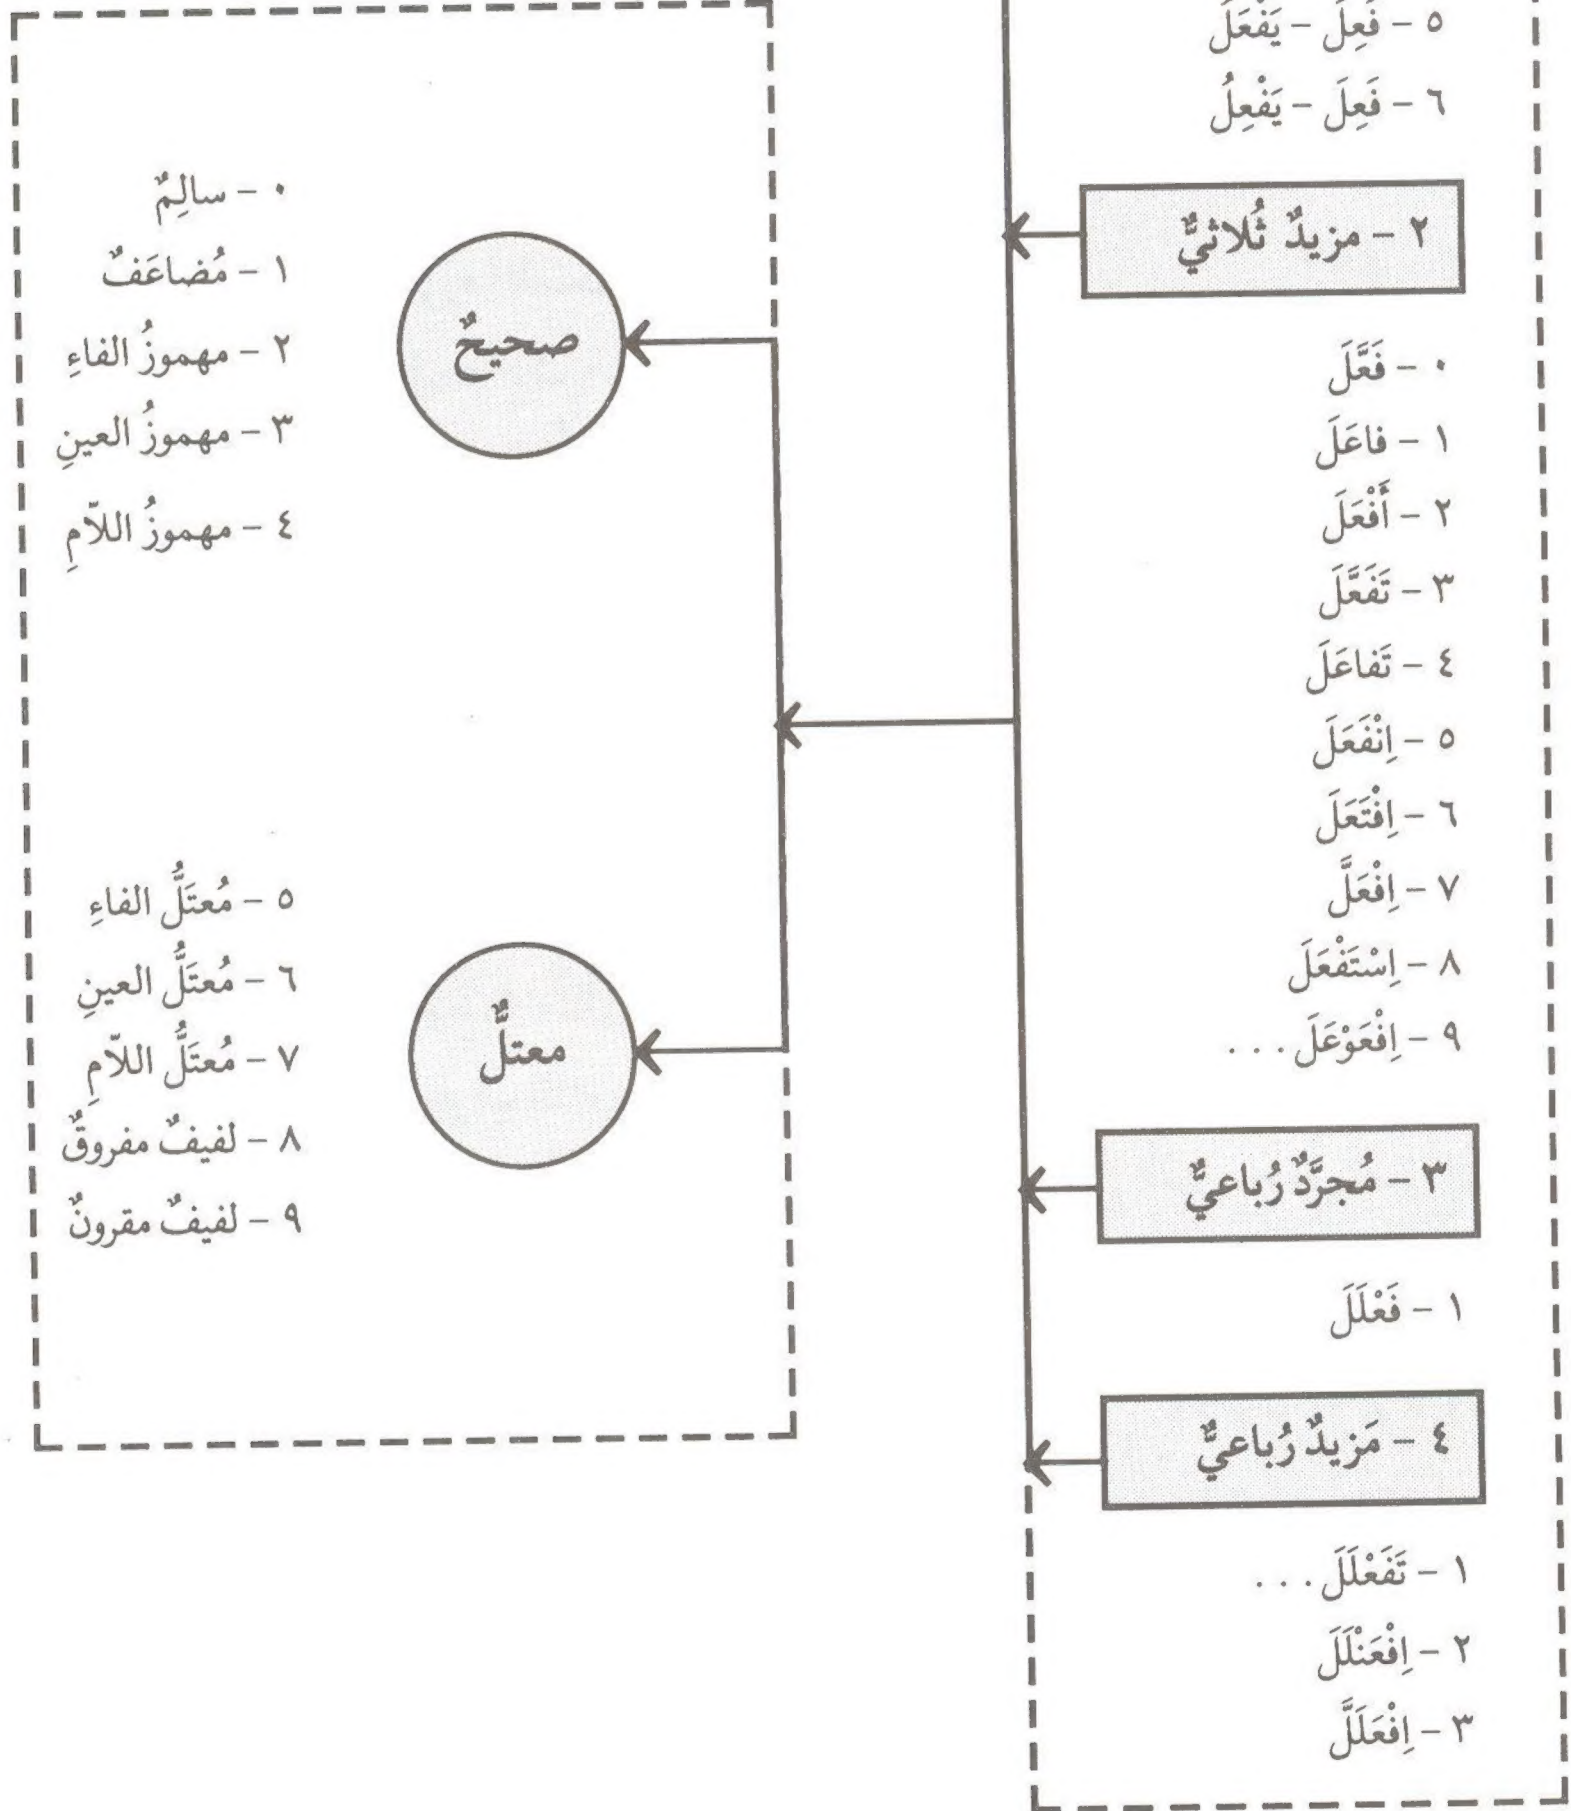 ٥ - فَعِلَ - يَفْعَلُ
٦ - فَعِلَ - يَفْعِلُ
٢ - مزيدٌ ثُلاثيٌّ
٠ - فَعَّلَ
١ - فاعَلَ
٢ - أَفْعَلَ
٣ - تَفَعَّلَ
٤ - تَفاعَلَ
٥ - اِنْفَعَلَ
٦ - اِفْتَعَلَ
٧ - اِفْعَلَّ
٨ - اِسْتَفْعَلَ
٩ - اِفْعَوْعَلَ . . .
٣ - مُجرَّدٌ رُباعيٌّ
١ - فَعْلَلَ
٤ - مَزيدٌ رُباعيٌّ
١ - تَفَعْلَلَ . . .
٢ - اِفْعَنْلَلَ
٣ - اِفْعَلَلَّ
صحيحٌ
٠ - سالِمٌ
١ - مُضاعَفٌ
٢ - مهموزُ الفاءِ
٣ - مهموزُ العينِ
٤ - مهموزُ اللاّمِ
معتلٌّ
٥ - مُعتَلُّ الفاءِ
٦ - مُعتَلُّ العينِ
٧ - مُعتَلُّ اللاّمِ
٨ - لفيفٌ مفروقٌ
٩ - لفيفٌ مقرونٌ